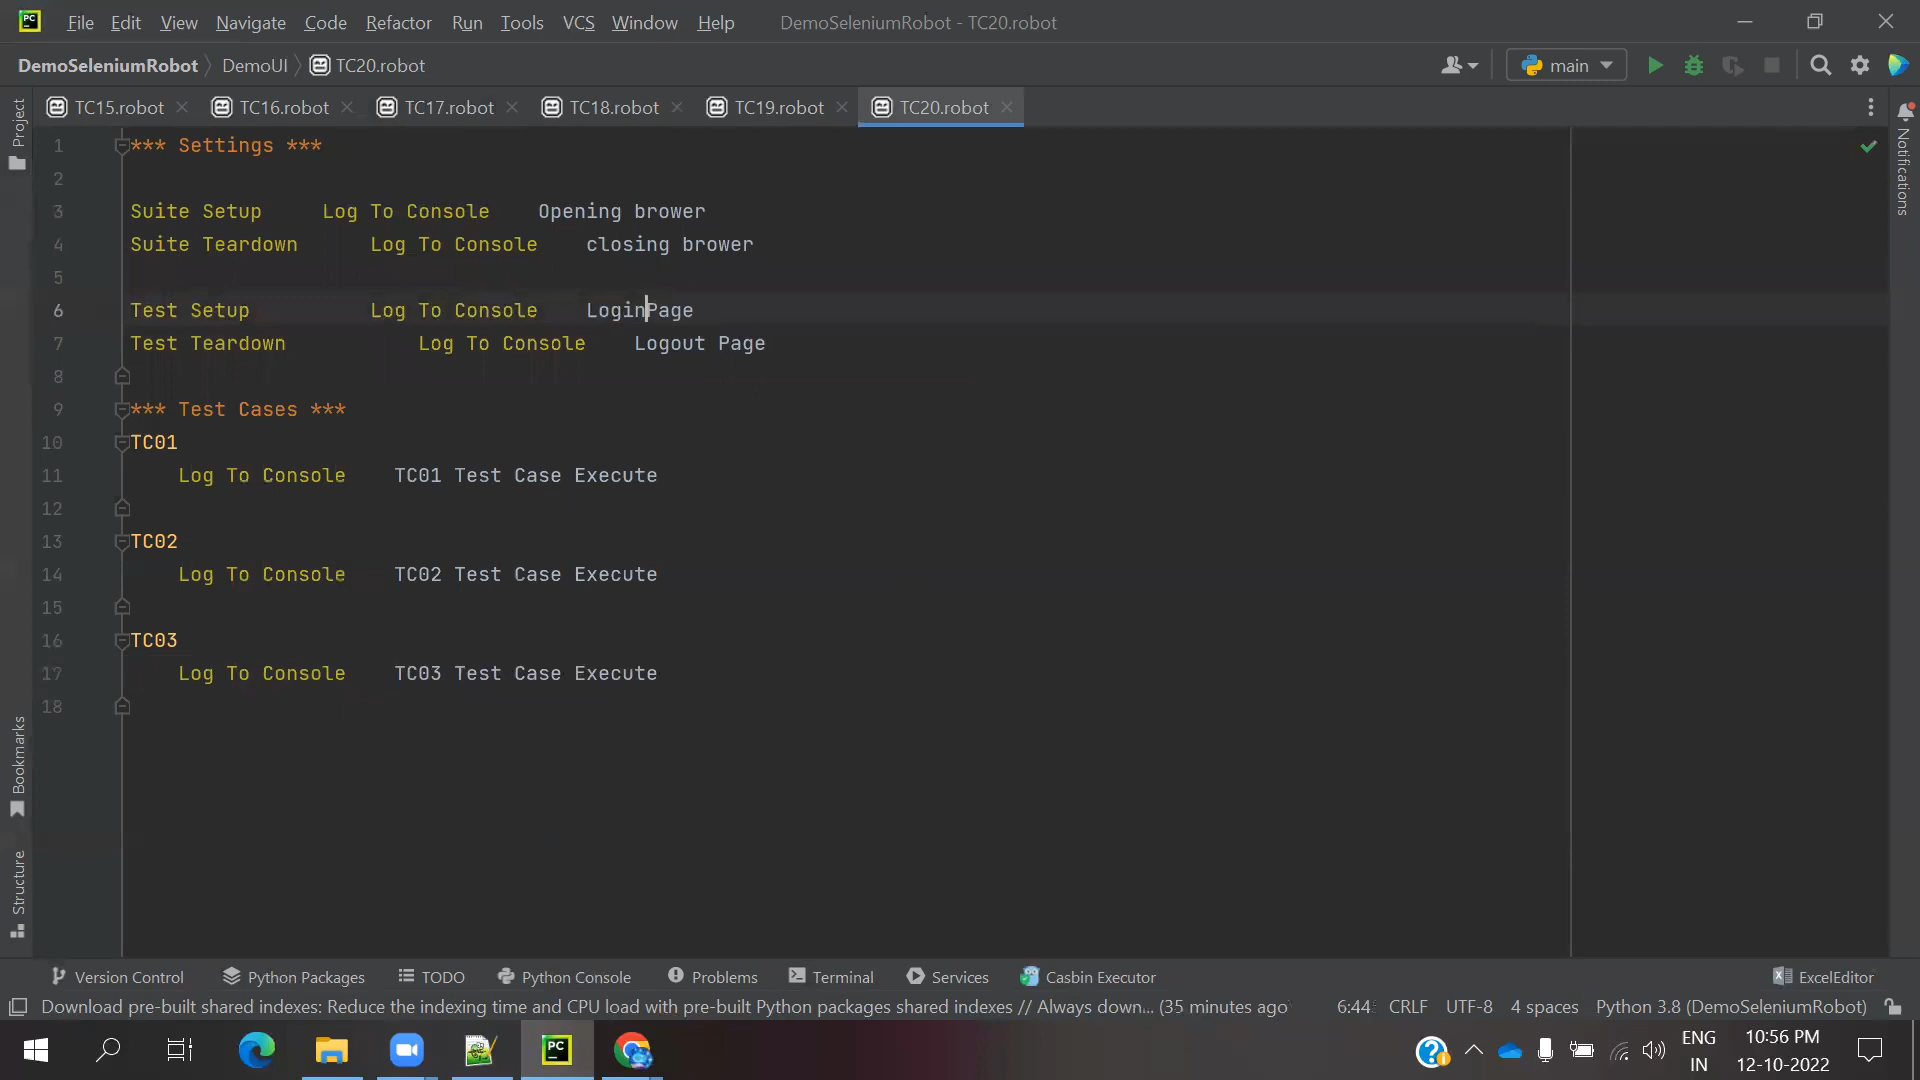 PC File Edit View Navigate Code Refactor Run Tools VCS Window Help DemoSeleniumRobot - TC20.robot
DemoSeleniumRobot DemoUI TC20.robot main
TC15.robot TC16.robot TC17.robot TC18.robot TC19.robot TC20.robot
Project
Notifications
1 *** Settings ***
2
3 Suite Setup Log To Console Opening brower
4 Suite Teardown Log To Console closing brower
5
6 Test Setup Log To Console LoginPage
7 Test Teardown Log To Console Logout Page
8
9 *** Test Cases ***
10 TC01
11 Log To Console TC01 Test Case Execute
12
13 TC02
14 Log To Console TC02 Test Case Execute
15
16 TC03
17 Log To Console TC03 Test Case Execute
18
Bookmarks
Structure
Version Control Python Packages TODO Python Console Problems Terminal Services Casbin Executor ExcelEditor
Download pre-built shared indexes: Reduce the indexing time and CPU load with pre-built Python packages shared indexes // Always down... (35 minutes ago 6:44 CRLF UTF-8 4 spaces Python 3.8 (DemoSeleniumRobot)
PC
ENG 10:56 PM
IN 12-10-2022